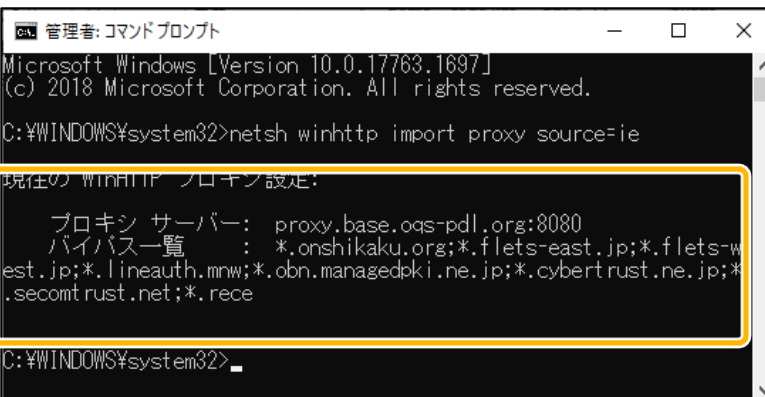 管理者: コマンド プロンプト
Microsoft Windows [Version 10.0.17763.1697]
(c) 2018 Microsoft Corporation. All rights reserved.
C:¥WINDOWS¥system32>netsh winhttp import proxy source=ie
現在の WinHTTP プロキシ設定:
プロキシ サーバー: proxy.base.oqs-pdl.org:8080
バイパス一覧 : *.onshikaku.org;*.flets-east.jp;*.flets-w
est.jp;*.lineauth.mnw;*.obn.managedpki.ne.jp;*.cybertrust.ne.jp;*
.secomtrust.net;*.rece
C:¥WINDOWS¥system32>